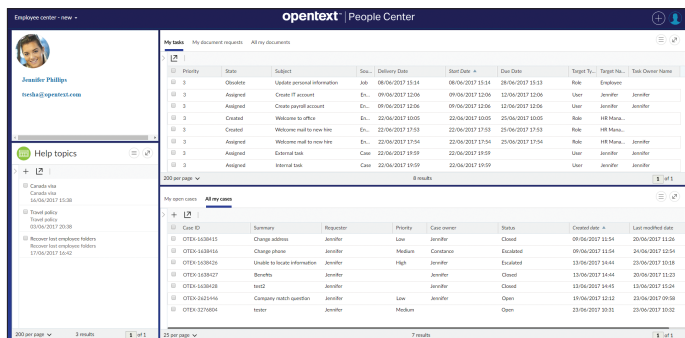 Employee center - new
opentext™ | People Center
Jennifer Phillips
tsesha@opentext.com
Help topics
Canada visa
Canada visa
14/06/2017 15:38
Travel policy
Travel policy
03/06/2017 20:38
Recover lost employee folders
Recover lost employee folders
17/06/2017 16:42
200 per page 3 results 1 of 1
My tasks My document requests All my documents
Priority State Subject Sou... Delivery Date Start Date Due Date Target Ty... Target Na... Task Owner Name
3 Obsolete Update personal information Job 08/06/2017 15:14 08/06/2017 15:14 28/06/2017 15:13 Role Employee
3 Assigned Create IT account En... 09/06/2017 12:06 09/06/2017 12:06 12/06/2017 12:06 User Jennifer Jennifer
3 Assigned Create payroll account En... 09/06/2017 12:06 09/06/2017 12:06 12/06/2017 12:06 User Jennifer Jennifer
3 Created Welcome to office En... 22/06/2017 10:05 22/06/2017 10:05 25/06/2017 10:05 Role HR Mana...
3 Created Welcome mail to new hire En... 22/06/2017 17:53 22/06/2017 17:53 25/06/2017 17:53 Role HR Mana...
3 Assigned Welcome mail to new hire En... 22/06/2017 17:54 22/06/2017 17:54 25/06/2017 17:54 Role HR Mana... Jennifer
3 Assigned External task Case 22/06/2017 19:59 22/06/2017 19:59 User Jennifer Jennifer
3 Assigned Internal task Case 22/06/2017 19:59 22/06/2017 19:59 User Jennifer Jennifer
200 per page 8 results 1 of 1
My open cases All my cases
Case ID Summary Requester Priority Case owner Status Created date Last modified date
OTEX-1638415 Change address Jennifer Low Jennifer Closed 09/06/2017 11:54 20/06/2017 11:26
OTEX-1638416 Change phone Jennifer Medium Constance Escalated 09/06/2017 11:54 24/06/2017 12:54
OTEX-1638426 Unable to locate information Jennifer High Jennifer Escalated 13/06/2017 14:44 23/06/2017 10:18
OTEX-1638427 Benefits Jennifer Jennifer Closed 13/06/2017 14:44 20/06/2017 11:23
OTEX-1638428 test2 Jennifer Jennifer Closed 13/06/2017 14:45 13/06/2017 15:24
OTEX-2621446 Company match question Jennifer Low Jennifer Open 19/06/2017 12:12 23/06/2017 09:58
OTEX-3276804 tester Jennifer Medium Open 23/06/2017 10:31 23/06/2017 10:32
25 per page 7 results 1 of 1